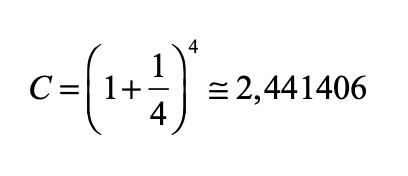 C = (1 + 1/4)^4 ≅ 2,441406